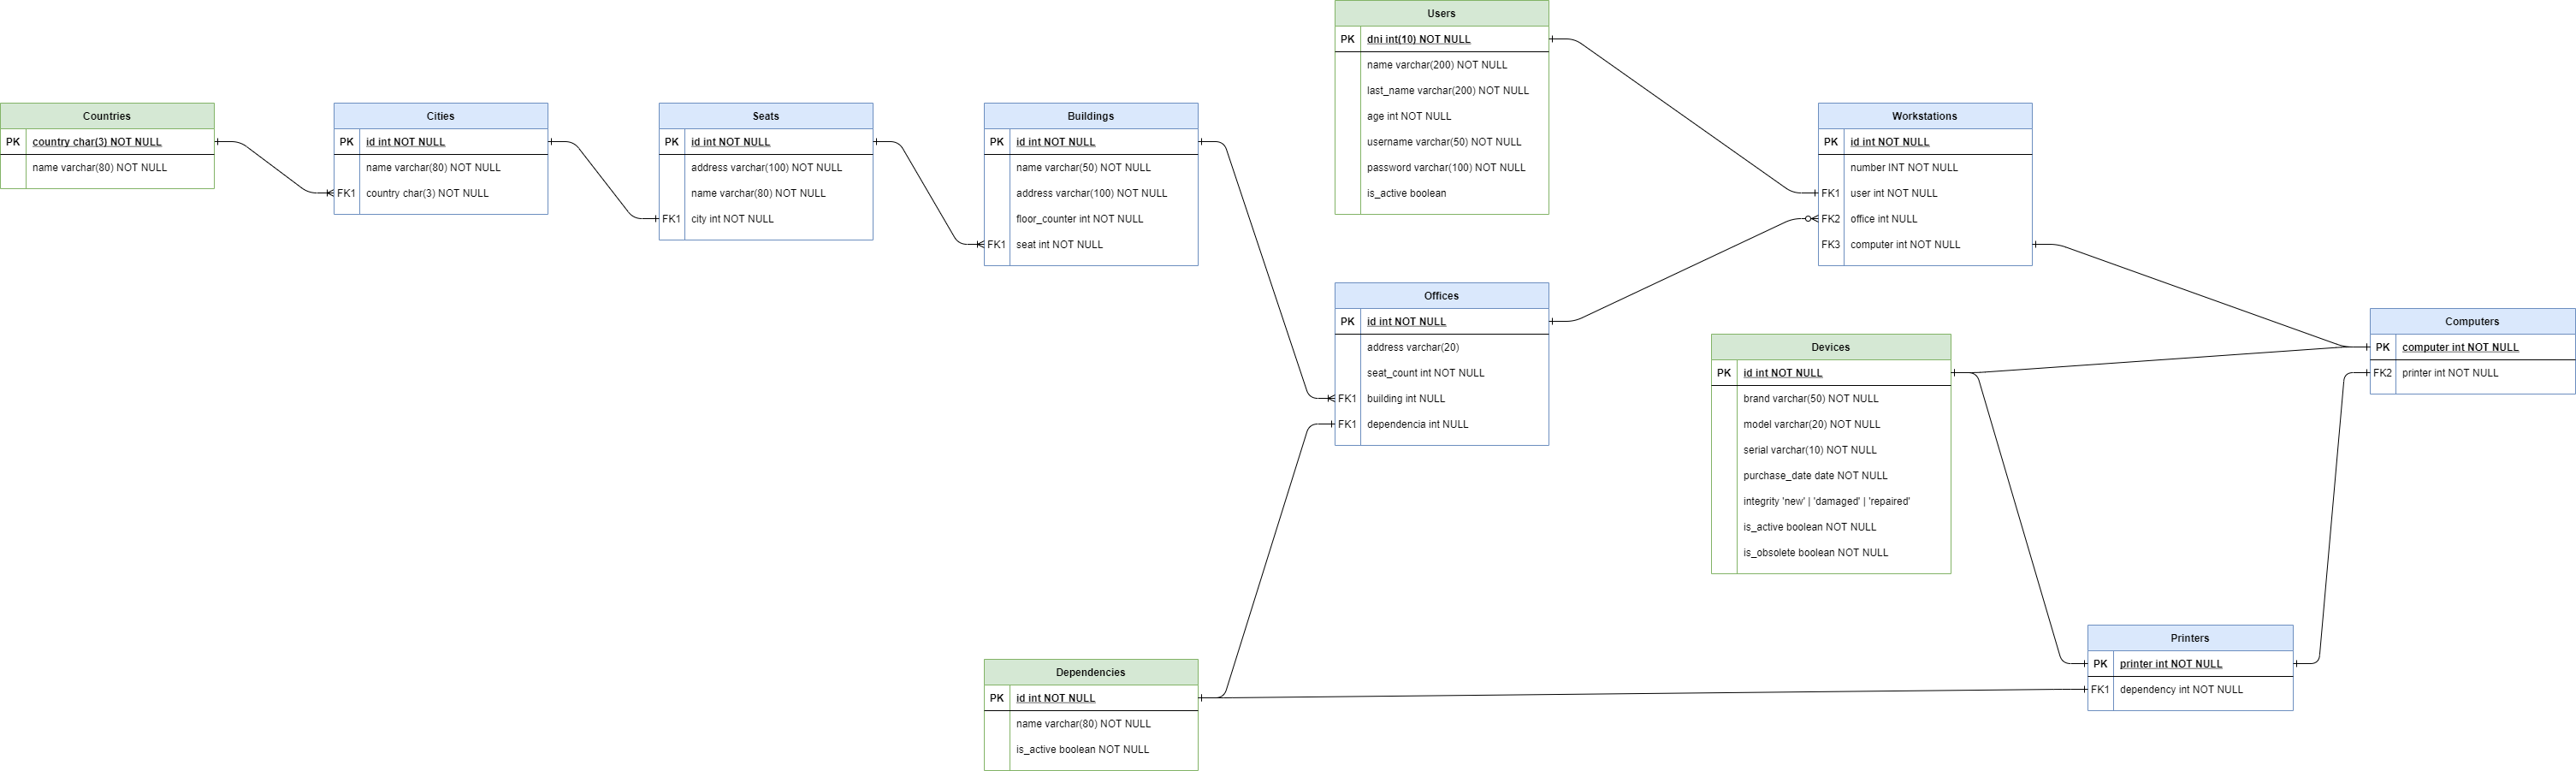 Users
PK dni int(10) NOT NULL
name varchar(200) NOT NULL
last_name varchar(200) NOT NULL
age int NOT NULL
username varchar(50) NOT NULL
password varchar(100) NOT NULL
is_active boolean
Countries
PK country char(3) NOT NULL
name varchar(80) NOT NULL
Cities
PK id int NOT NULL
name varchar(80) NOT NULL
FK1 country char(3) NOT NULL
Seats
PK id int NOT NULL
address varchar(100) NOT NULL
name varchar(80) NOT NULL
FK1 city int NOT NULL
Buildings
PK id int NOT NULL
name varchar(50) NOT NULL
address varchar(100) NOT NULL
floor_counter int NOT NULL
FK1 seat int NOT NULL
Workstations
PK id int NOT NULL
number INT NOT NULL
FK1 user int NOT NULL
FK2 office int NULL
FK3 computer int NOT NULL
Offices
PK id int NOT NULL
address varchar(20)
seat_count int NOT NULL
FK1 building int NULL
FK1 dependencia int NULL
Devices
PK id int NOT NULL
brand varchar(50) NOT NULL
model varchar(20) NOT NULL
serial varchar(10) NOT NULL
purchase_date date NOT NULL
integrity 'new' | 'damaged' | 'repaired'
is_active boolean NOT NULL
is_obsolete boolean NOT NULL
Computers
PK computer int NOT NULL
FK2 printer int NOT NULL
Printers
PK printer int NOT NULL
FK1 dependency int NOT NULL
Dependencies
PK id int NOT NULL
name varchar(80) NOT NULL
is_active boolean NOT NULL